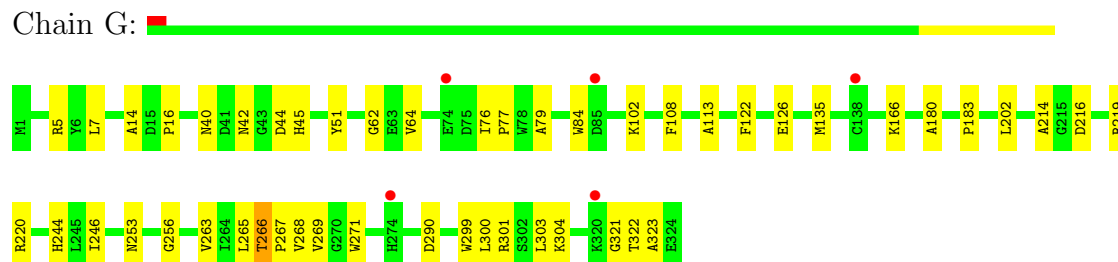 Chain G:
M1 R5 Y6 L7 A14 D15 P16 N40 D41 N42 G43 D44 H45 Y51 G62 E63 V64 E74 D75 I76 P77 W78 A79 W84 D85 K102 F108 A113 F122 E126 M135 C138 K166 A180 P183 L202 A214 G215 D216
R220 H244 L245 I246 N253 G256 V263 I264 L265 T266 P267 V268 V269 G270 W271 H274 D290 W299 L300 R301 S302 L303 K304 K320 G321 T322 A323 E324